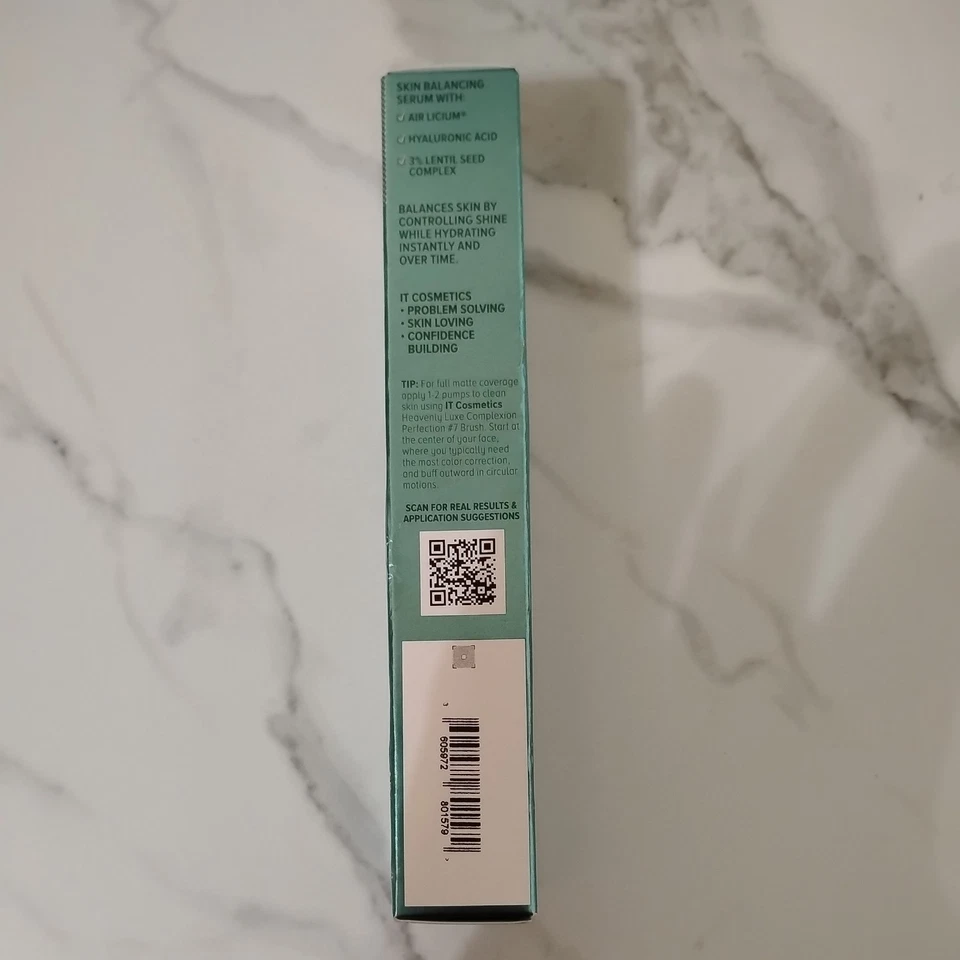 SKIN BALANCING
SERUM WITH:
AIR LICIUM®
HYALURONIC ACID
3% LENTIL SEED
COMPLEX
BALANCES SKIN BY
CONTROLLING SHINE
WHILE HYDRATING
INSTANTLY AND
OVER TIME.
IT COSMETICS
• PROBLEM SOLVING
• SKIN LOVING
• CONFIDENCE
BUILDING
TIP: For full matte coverage
apply 1-2 pumps to clean
skin using IT Cosmetics
Heavenly Luxe Complexion
Perfection #7 Brush. Start at
the center of your face,
where you typically need
the most color correction,
and buff outward in circular
motions.
SCAN FOR REAL RESULTS &
APPLICATION SUGGESTIONS
3 605972 801579 >